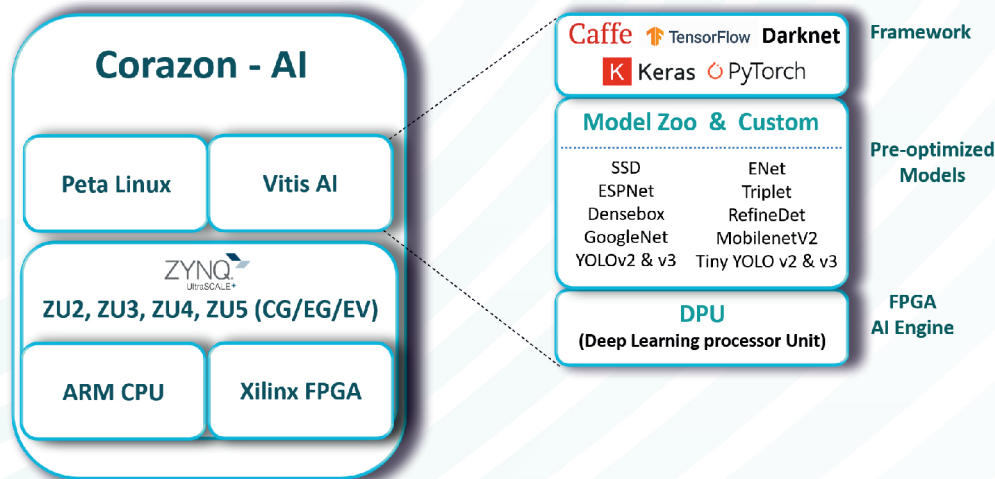 Corazon - AI
Peta Linux
Vitis AI
ZYNQ
UltraSCALE+
ZU2, ZU3, ZU4, ZU5 (CG/EG/EV)
ARM CPU
Xilinx FPGA
Caffe TensorFlow Darknet
K Keras PyTorch
Framework
Model Zoo & Custom
SSD ENet
ESPNet Triplet
Densebox RefineDet
GoogleNet MobilenetV2
YOLOv2 & v3 Tiny YOLO v2 & v3
Pre-optimized
Models
DPU
(Deep Learning processor Unit)
FPGA
AI Engine